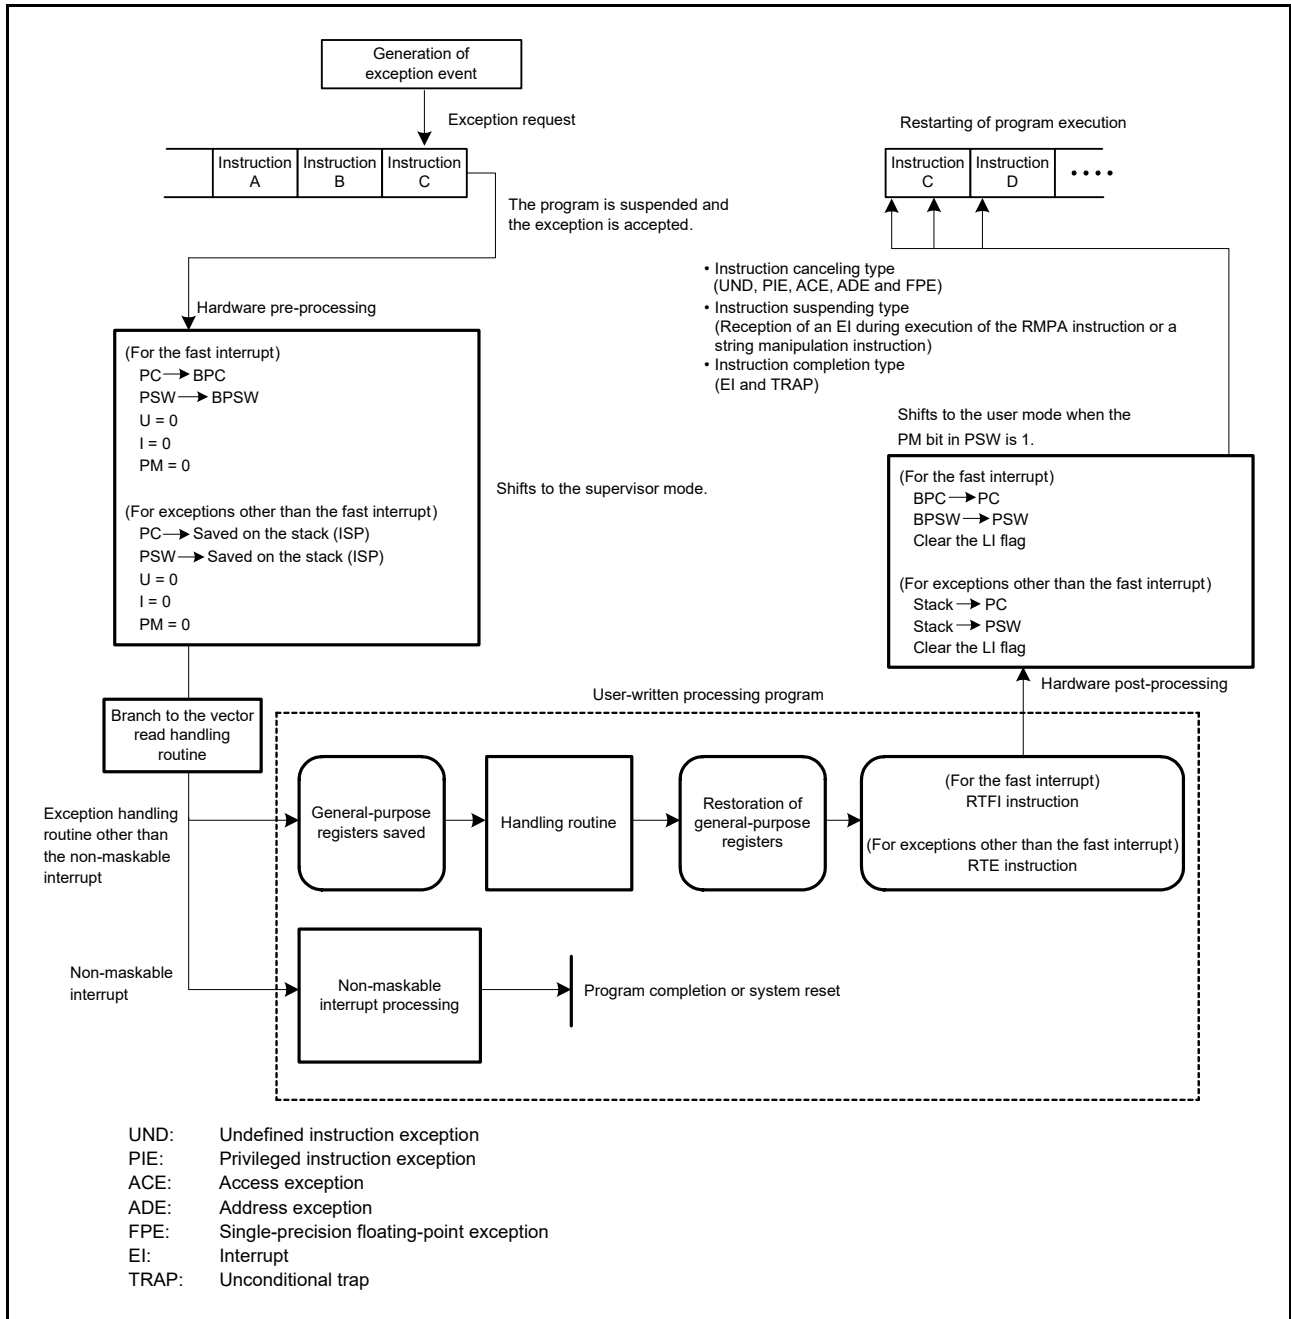 Generation of
exception event
Exception request
Instruction
A
Instruction
B
Instruction
C
The program is suspended and
the exception is accepted.
Restarting of program execution
Instruction
C
Instruction
D
• • • •
• Instruction canceling type
(UND, PIE, ACE, ADE and FPE)
• Instruction suspending type
(Reception of an EI during execution of the RMPA instruction or a
string manipulation instruction)
• Instruction completion type
(EI and TRAP)
Hardware pre-processing
(For the fast interrupt)
PC → BPC
PSW → BPSW
U = 0
I = 0
PM = 0
(For exceptions other than the fast interrupt)
PC → Saved on the stack (ISP)
PSW → Saved on the stack (ISP)
U = 0
I = 0
PM = 0
Shifts to the supervisor mode.
Shifts to the user mode when the
PM bit in PSW is 1.
(For the fast interrupt)
BPC → PC
BPSW → PSW
Clear the LI flag
(For exceptions other than the fast interrupt)
Stack → PC
Stack → PSW
Clear the LI flag
Hardware post-processing
User-written processing program
Branch to the vector
read handling
routine
Exception handling
routine other than
the non-maskable
interrupt
General-purpose
registers saved
Handling routine
Restoration of
general-purpose
registers
(For the fast interrupt)
RTFI instruction
(For exceptions other than the fast interrupt)
RTE instruction
Non-maskable
interrupt
Non-maskable
interrupt processing
Program completion or system reset
UND: Undefined instruction exception
PIE: Privileged instruction exception
ACE: Access exception
ADE: Address exception
FPE: Single-precision floating-point exception
EI: Interrupt
TRAP: Unconditional trap